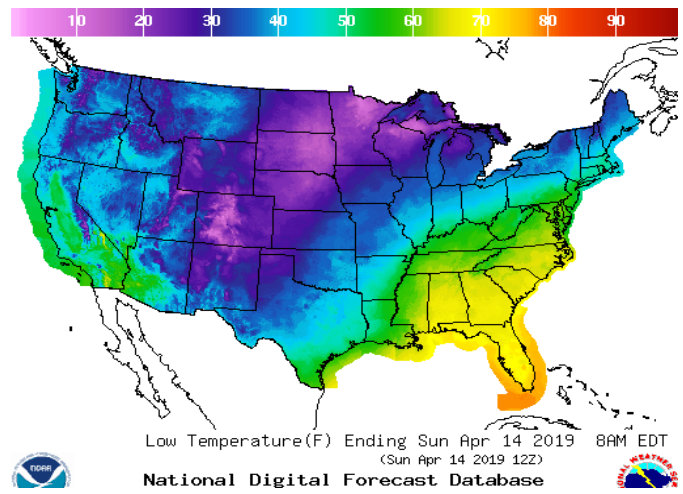 10 20 30 40 50 60 70 80 90
Low Temperature(F) Ending Sun Apr 14 2019 8AM EDT
(Sun Apr 14 2019 12Z)
National Digital Forecast Database
NOAA